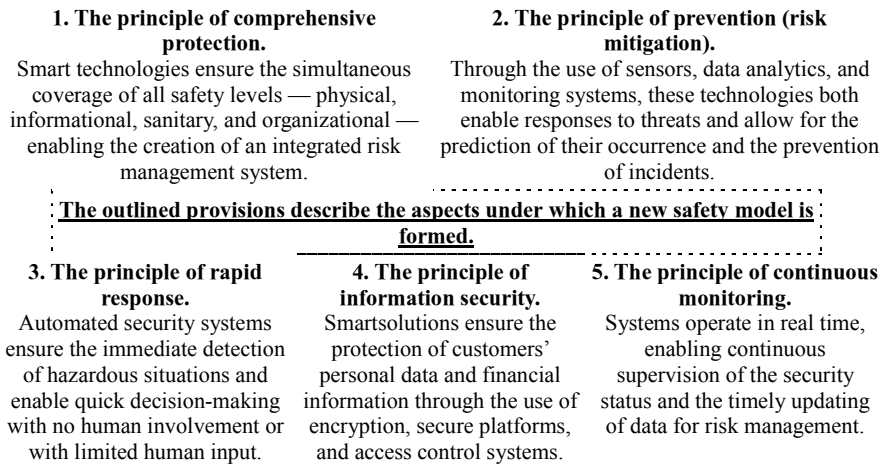 1. The principle of comprehensive
protection.
Smart technologies ensure the simultaneous
coverage of all safety levels — physical,
informational, sanitary, and organizational —
enabling the creation of an integrated risk
management system.
2. The principle of prevention (risk
mitigation).
Through the use of sensors, data analytics, and
monitoring systems, these technologies both
enable responses to threats and allow for the
prediction of their occurrence and the prevention
of incidents.
The outlined provisions describe the aspects under which a new safety model is
formed.
3. The principle of rapid
response.
Automated security systems
ensure the immediate detection
of hazardous situations and
enable quick decision-making
with no human involvement or
with limited human input.
4. The principle of
information security.
Smartsolutions ensure the
protection of customers’
personal data and financial
information through the use of
encryption, secure platforms,
and access control systems.
5. The principle of continuous
monitoring.
Systems operate in real time,
enabling continuous
supervision of the security
status and the timely updating
of data for risk management.